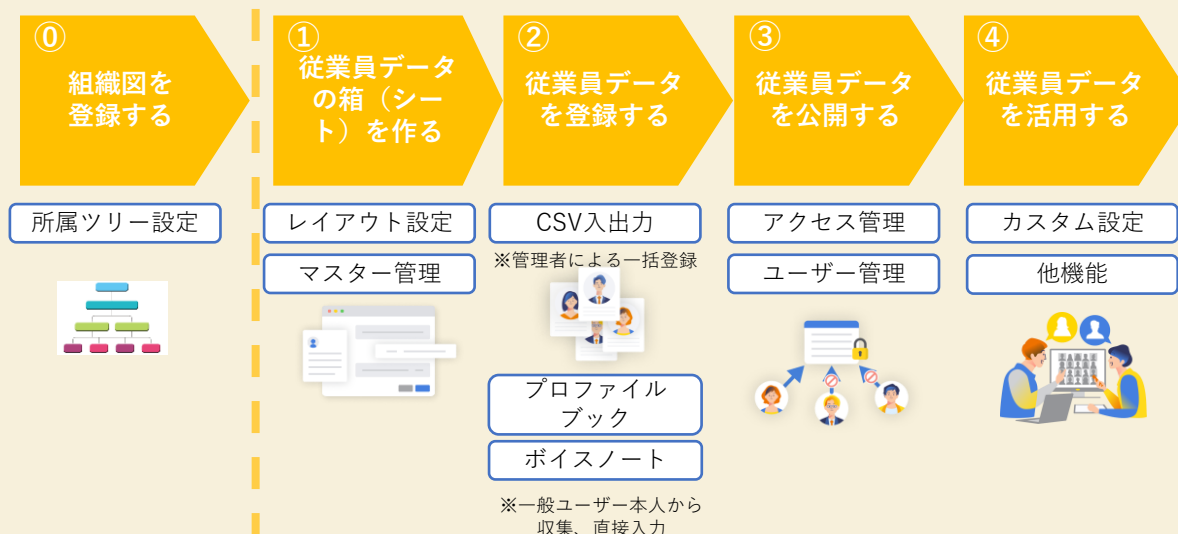 ⓪
組織図を
登録する
所属ツリー設定
①
従業員データ
の箱（シー
ト）を作る
レイアウト設定
マスター管理
②
従業員データ
を登録する
CSV入出力
※管理者による一括登録
プロファイル
ブック
ボイスノート
※一般ユーザー本人から
収集、直接入力
③
従業員データ
を公開する
アクセス管理
ユーザー管理
④
従業員データ
を活用する
カスタム設定
他機能